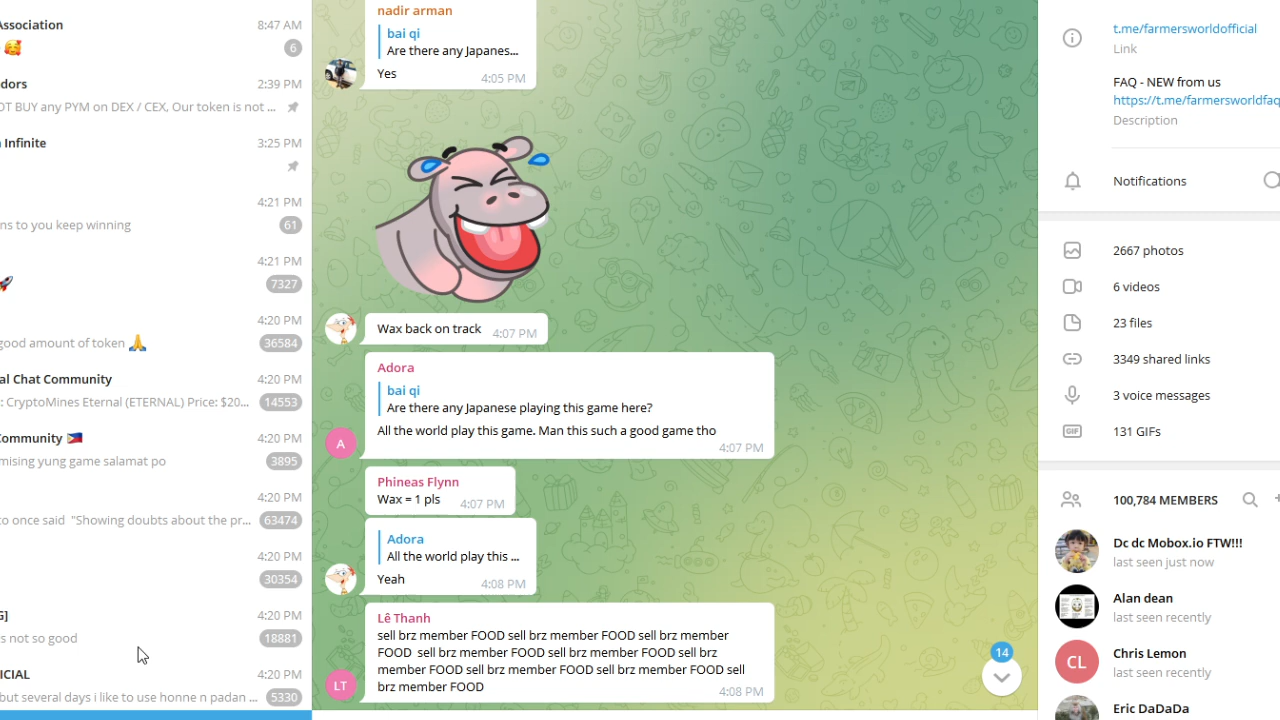 Association
8:47 AM
6
dors
2:39 PM
OT BUY any PYM on DEX / CEX, Our token is not ...
Infinite
3:25 PM
4:21 PM
ns to you keep winning
61
4:21 PM
7327
4:20 PM
good amount of token 🙏
36584
al Chat Community
4:20 PM
: CryptoMines Eternal (ETERNAL) Price: $20...
14553
Community 🇵🇭
4:20 PM
mising yung game salamat po
3895
4:20 PM
to once said "Showing doubts about the pr...
63474
4:20 PM
30354
G]
4:20 PM
s not so good
18881
ICIAL
4:20 PM
but several days i like to use honne n padan ...
5330
nadir arman
bai qi
Are there any Japanes...
Yes
4:05 PM
Wax back on track
4:07 PM
Adora
bai qi
Are there any Japanese playing this game here?
All the world play this game. Man this such a good game tho
4:07 PM
A
Phineas Flynn
Wax = 1 pls
4:07 PM
Adora
All the world play this ...
Yeah
4:08 PM
Lê Thanh
sell brz member FOOD sell brz member FOOD sell brz member
FOOD sell brz member FOOD sell brz member FOOD sell brz
member FOOD sell brz member FOOD sell brz member FOOD sell
brz member FOOD
4:08 PM
LT
14
t.me/farmersworldofficial
Link
FAQ - NEW from us
https://t.me/farmersworldfaq
Description
Notifications
2667 photos
6 videos
23 files
3349 shared links
3 voice messages
GIF
131 GIFs
100,784 MEMBERS
Dc dc Mobox.io FTW!!!
last seen just now
Alan dean
last seen recently
CL
Chris Lemon
last seen recently
Eric DaDaDa